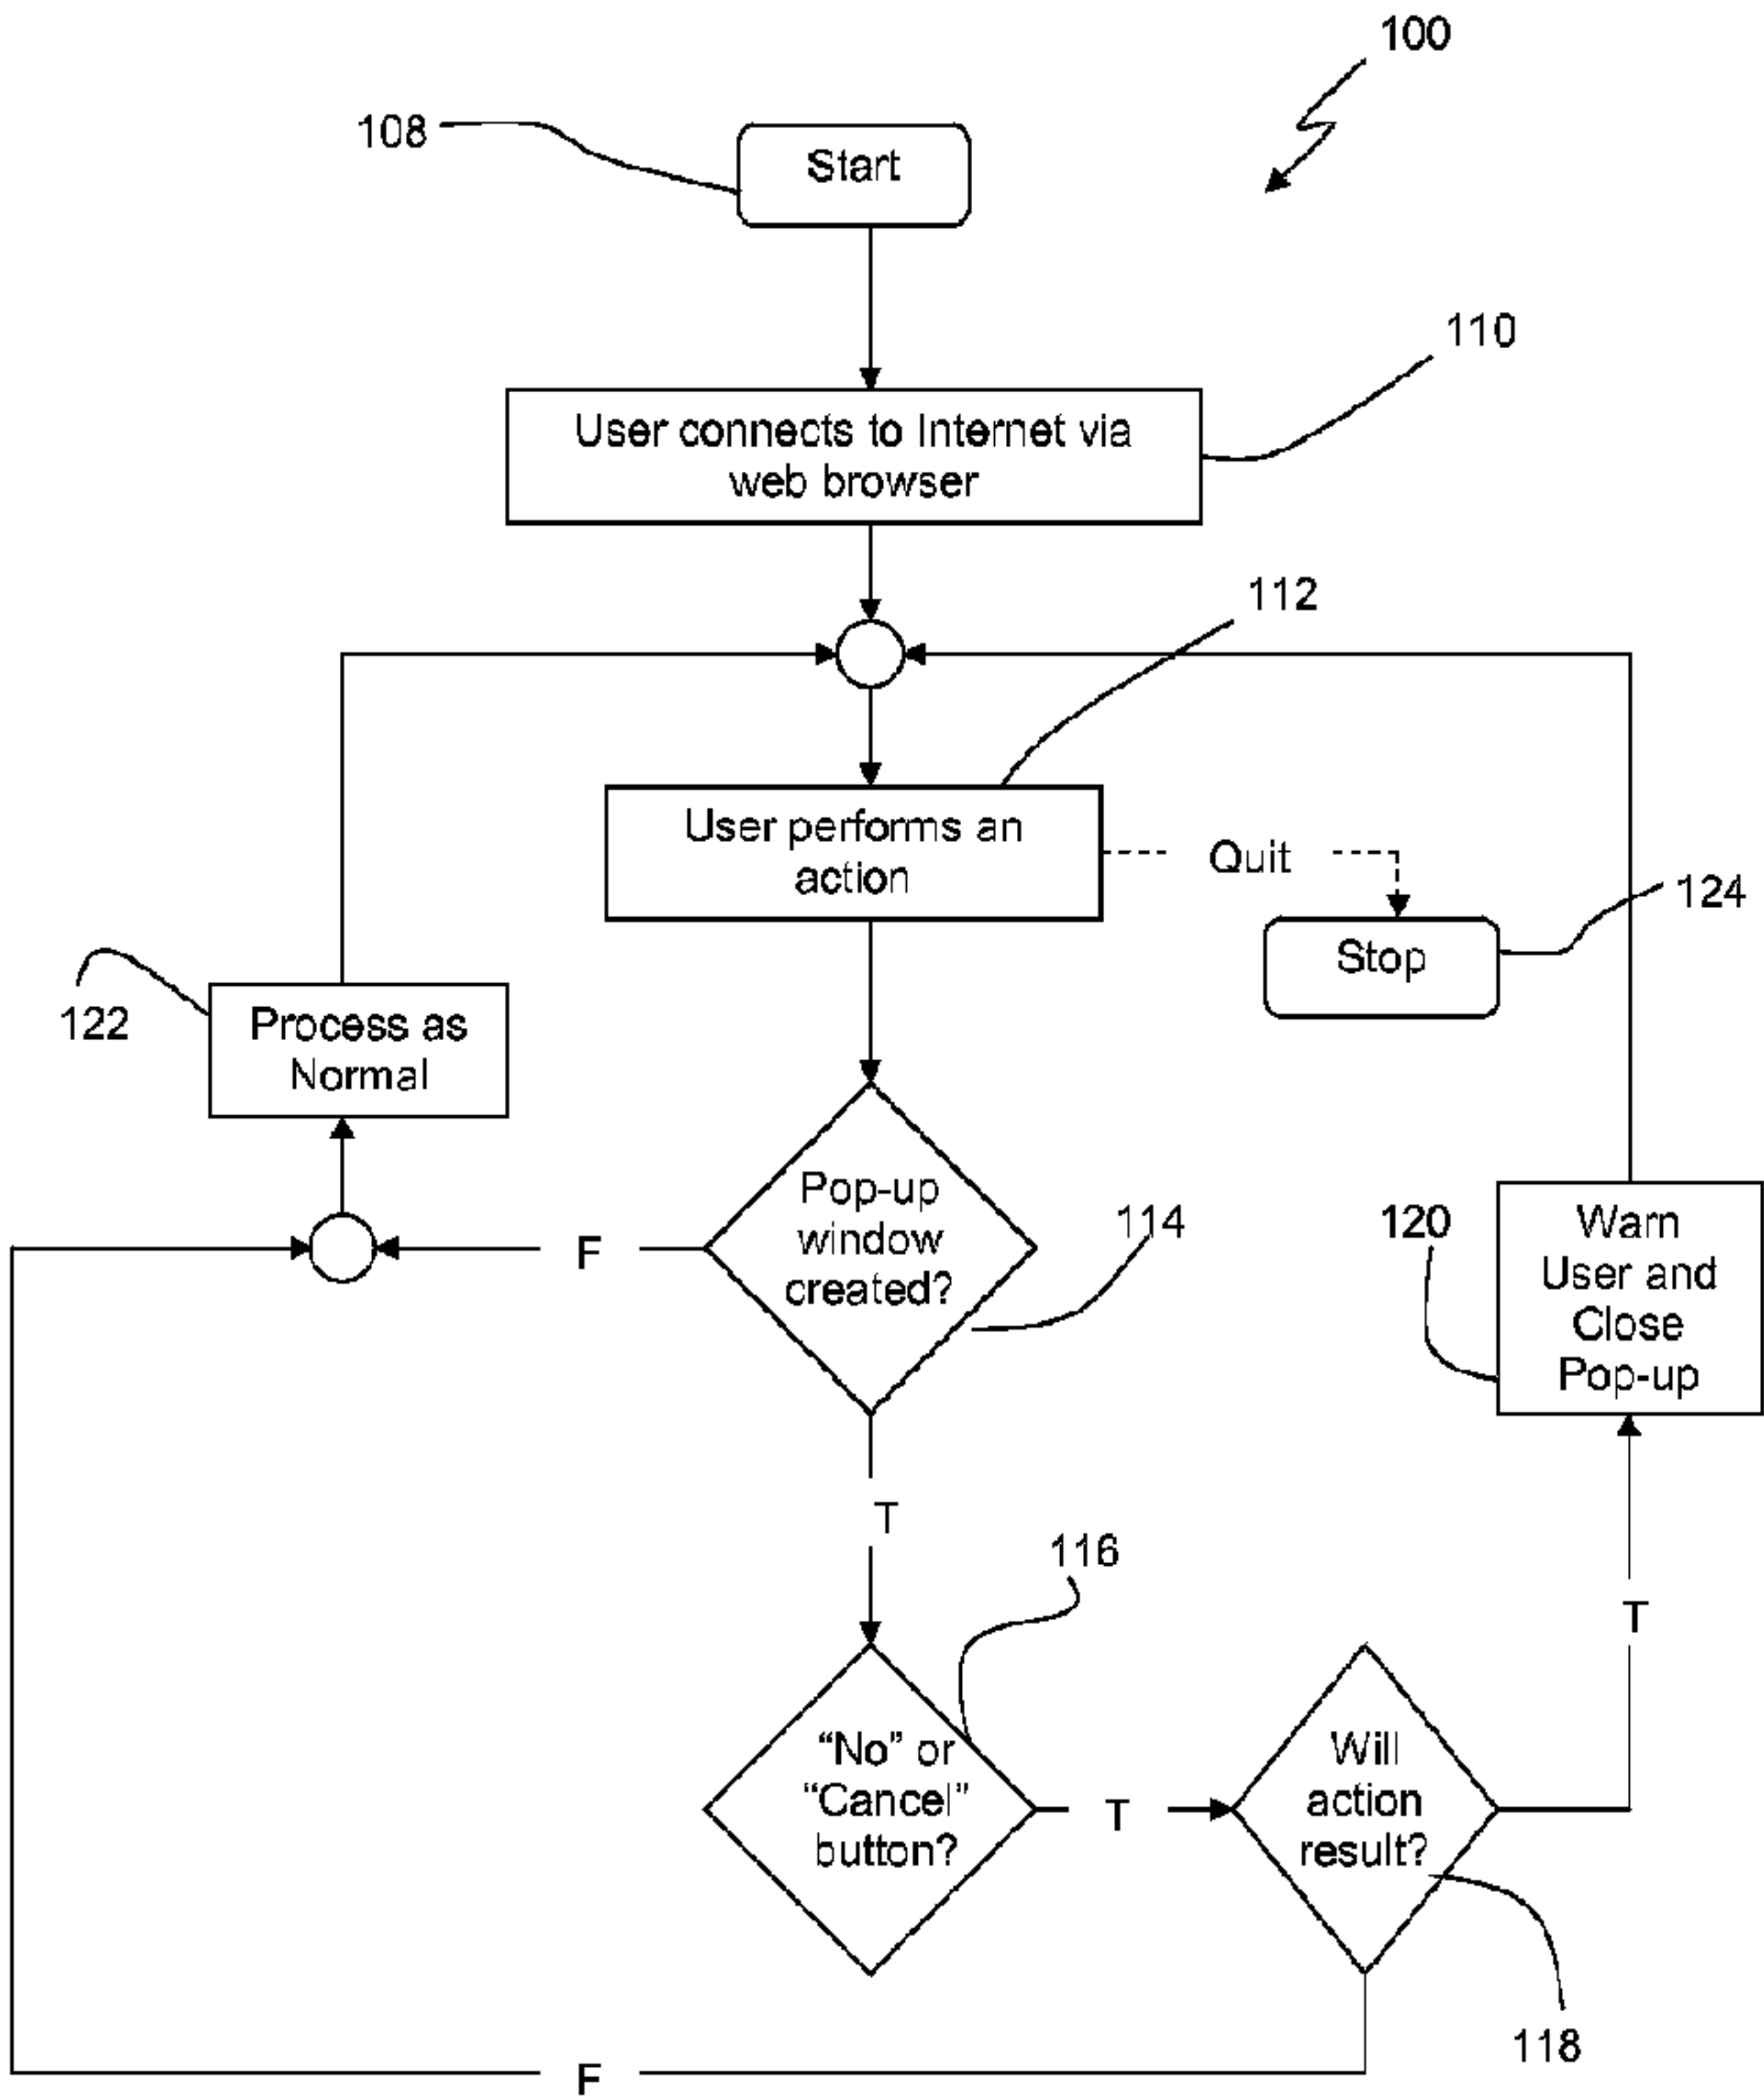 100
108
Start
110
User connects to Internet via
web browser
112
User performs an
action
Quit
124
Stop
122
Process as
Normal
Pop-up
window
created?
114
F
120
Warn
User and
Close
Pop-up
T
116
T
“No” or
“Cancel”
button?
T
Will
action
result?
118
F